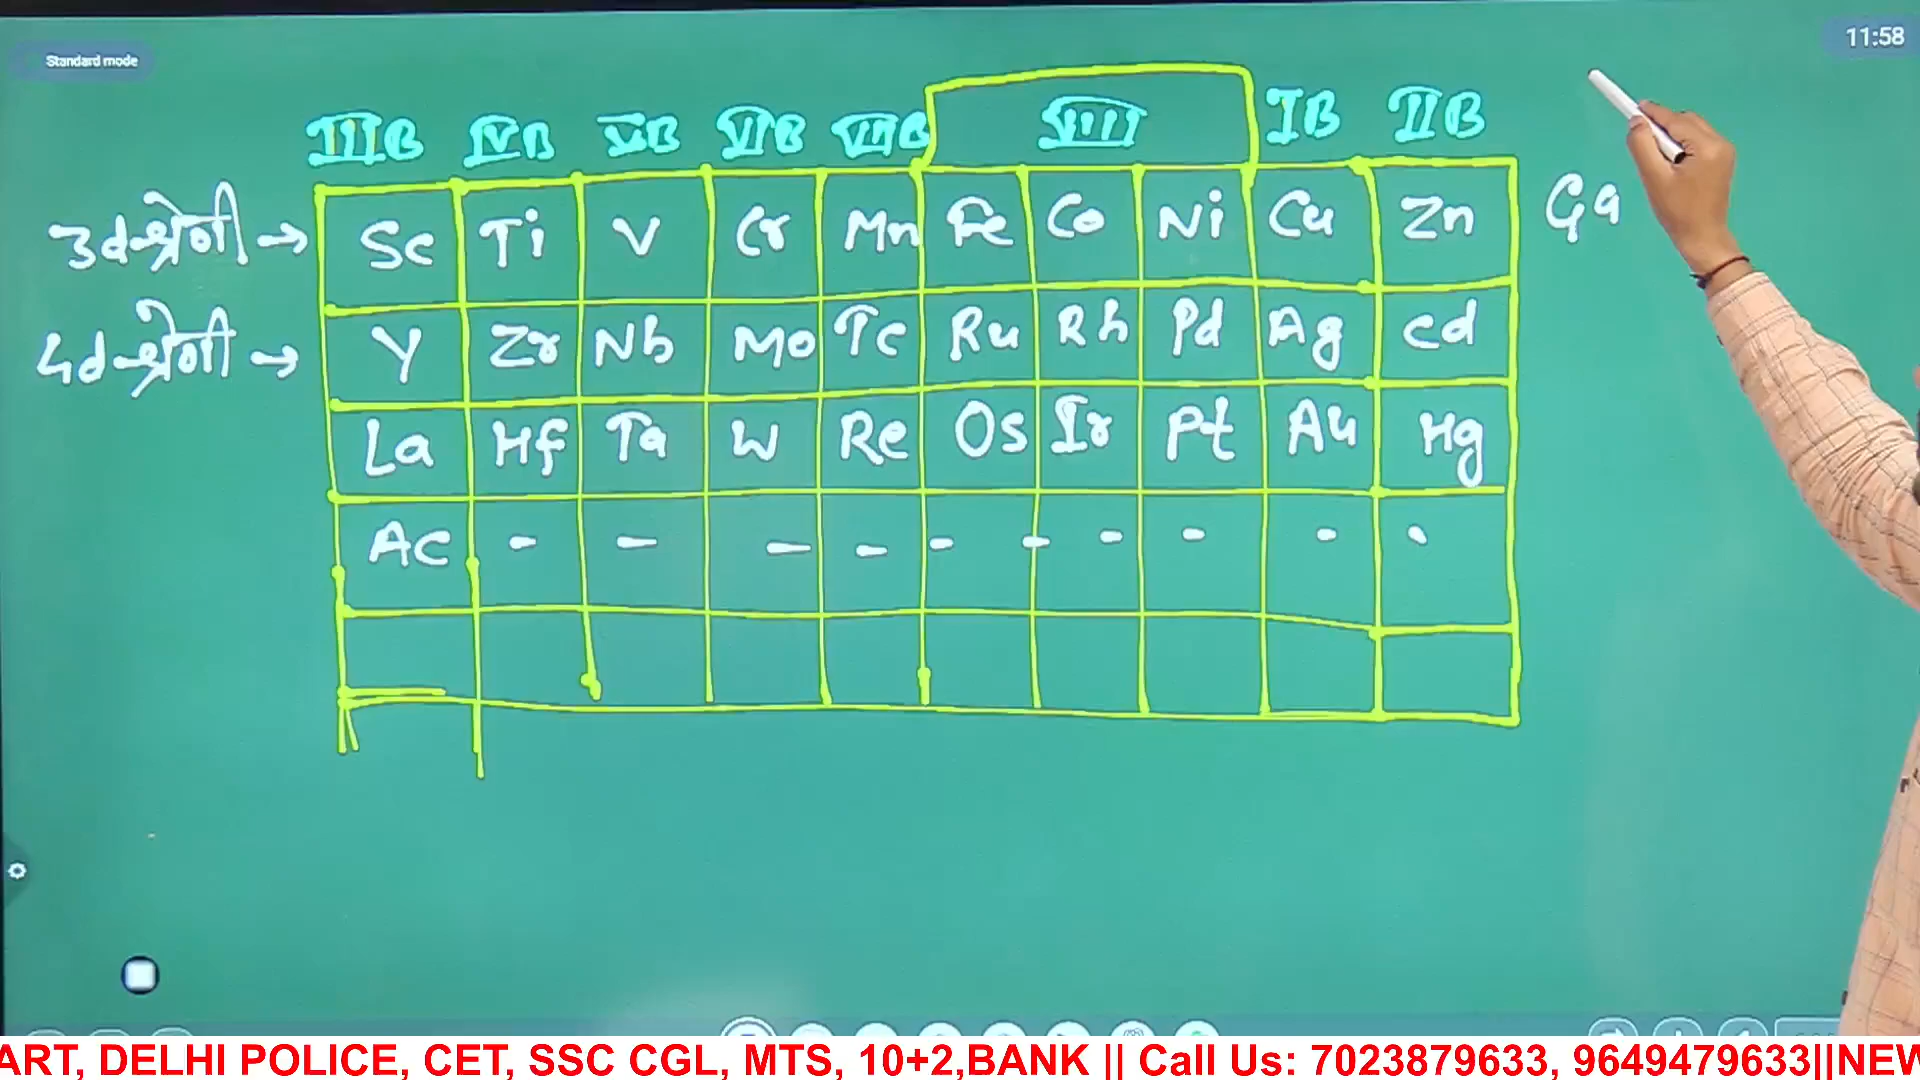 11:58
Standard mode
IIIB IVB VB VIB VIIB VIII IB IIB
3d श्रेणी → Sc Ti V Cr Mn Fe Co Ni Cu Zn Ga
4d श्रेणी → Y Zr Nb Mo Tc Ru Rh Pd Ag Cd
La Hf Ta W Re Os Ir Pt Au Hg
AC - - - - - - - - - -
ART, DELHI POLICE, CET, SSC CGL, MTS, 10+2,BANK || Call Us: 7023879633, 9649479633||NEW